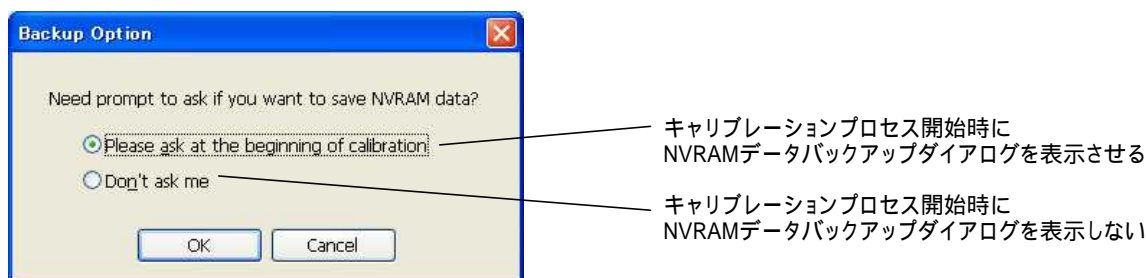 Backup Option
Need prompt to ask if you want to save NVRAM data?
Please ask at the beginning of calibration
Don't ask me
OK
Cancel
キャリブレーションプロセス開始時に
NVRAMデータバックアップダイアログを表示させる
キャリブレーションプロセス開始時に
NVRAMデータバックアップダイアログを表示しない